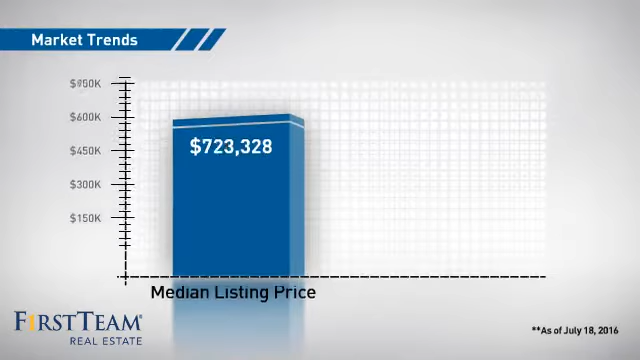 Market Trends
$600K
$450K
$300K
$150K
$723,328
Median Listing Price
FIRSTTEAM®
REAL ESTATE
**As of July 18, 2016